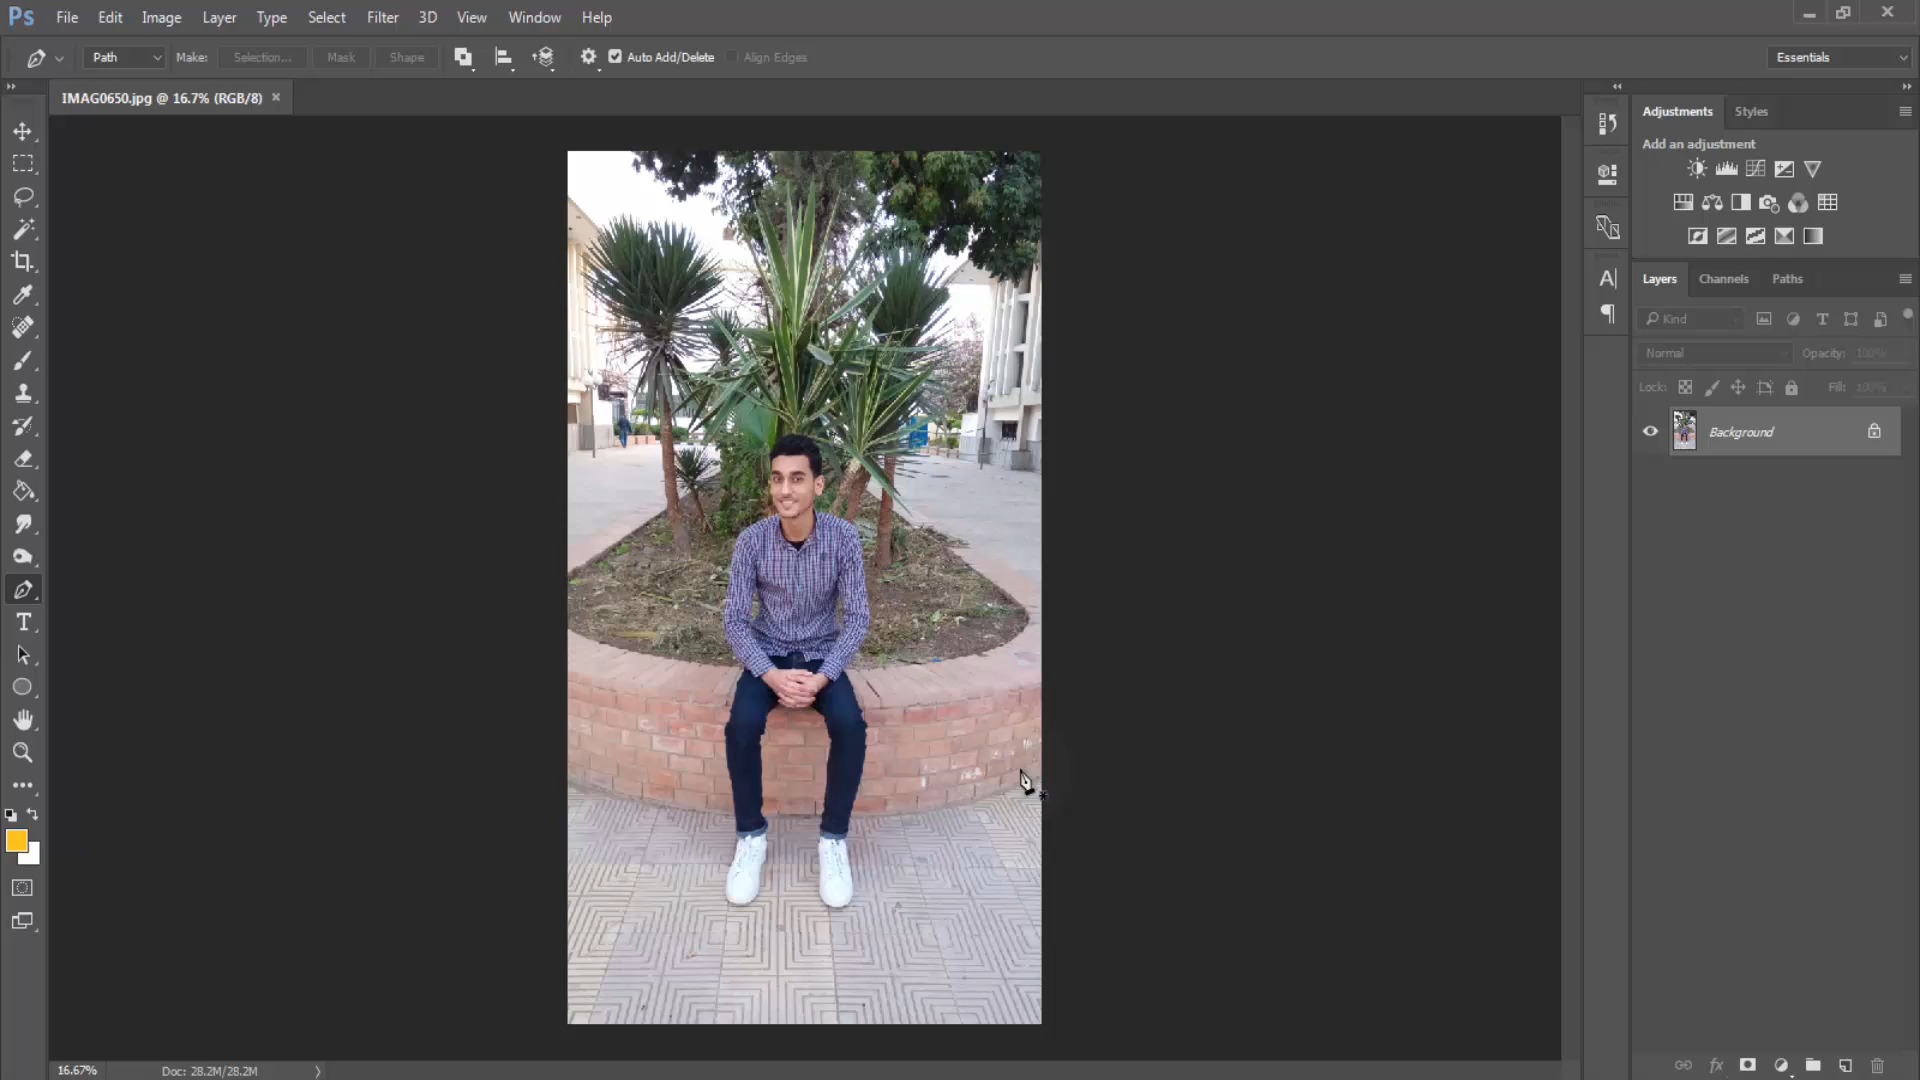 Ps File Edit Image Layer Type Select Filter 3D View Window Help
Path Make: Selection... Mask Shape Auto Add/Delete Align Edges Essentials
IMAG0650.jpg @ 16.7% (RGB/8) ×
Adjustments Styles
Add an adjustment
Layers Channels Paths
Kind
Normal Opacity: 100%
Lock: Fill: 100%
Background
16.67% Doc: 28.2M/28.2M